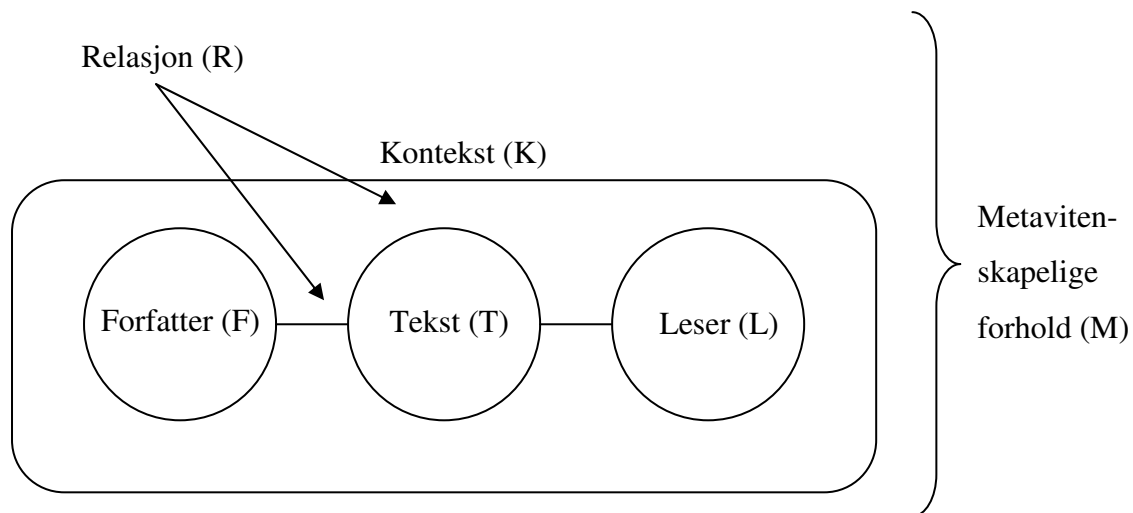 Relasjon (R)
Kontekst (K)
Forfatter (F)
Tekst (T)
Leser (L)
Metaviten-
skapelige
forhold (M)